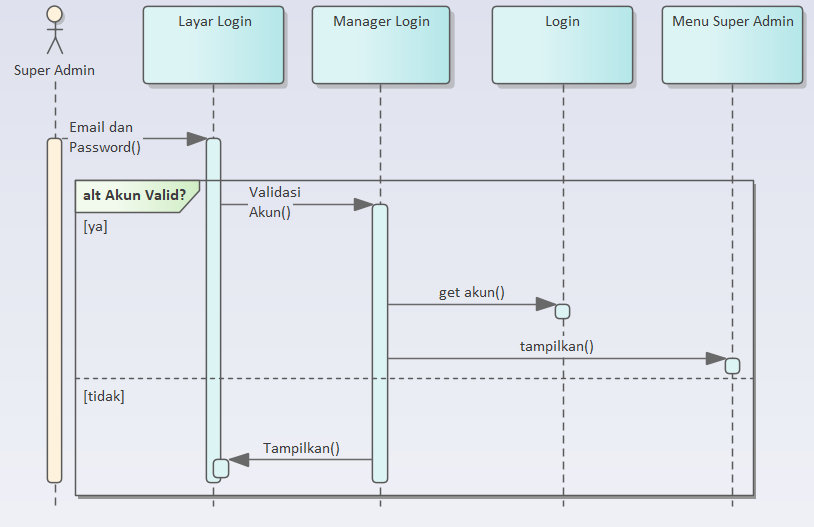 Super Admin
Layar Login
Manager Login
Login
Menu Super Admin
Email dan
Password()
alt Akun Valid?
[ya]
Validasi
Akun()
get akun()
tampilkan()
[tidak]
Tampilkan()